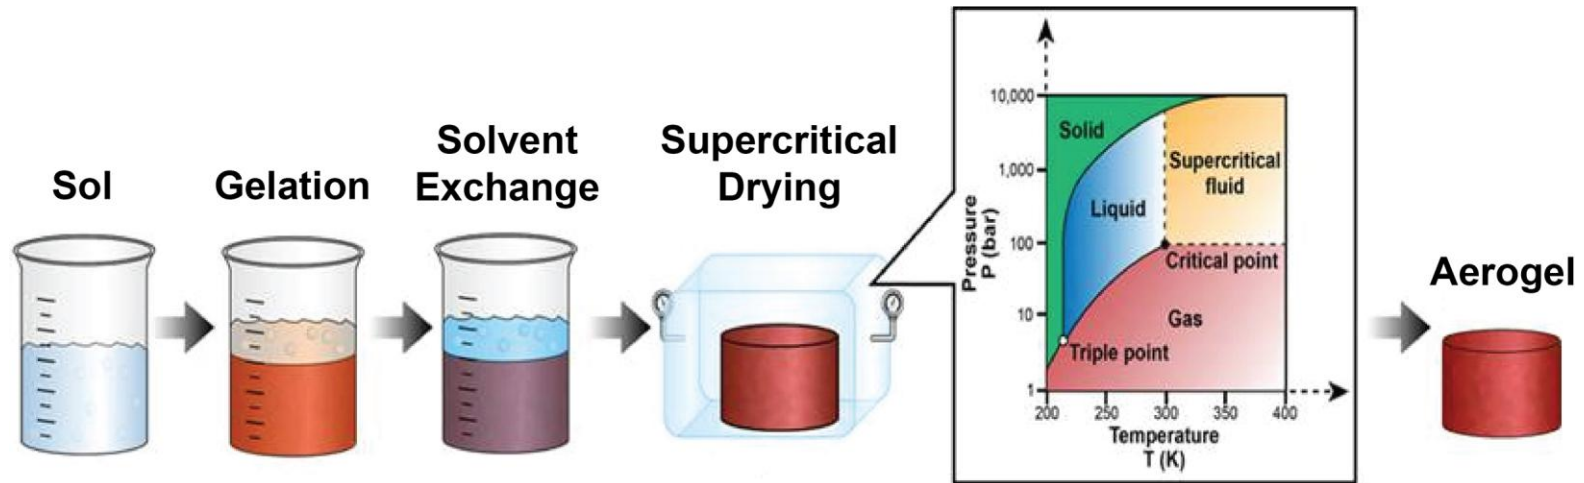 Sol
Gelation
Solvent
Exchange
Supercritical
Drying
Pressure
P (bar)
10,000
1,000
100
10
1
Solid
Liquid
Supercritical
fluid
Critical point
Gas
Triple point
200
250
300
350
400
Temperature
T (K)
Aerogel